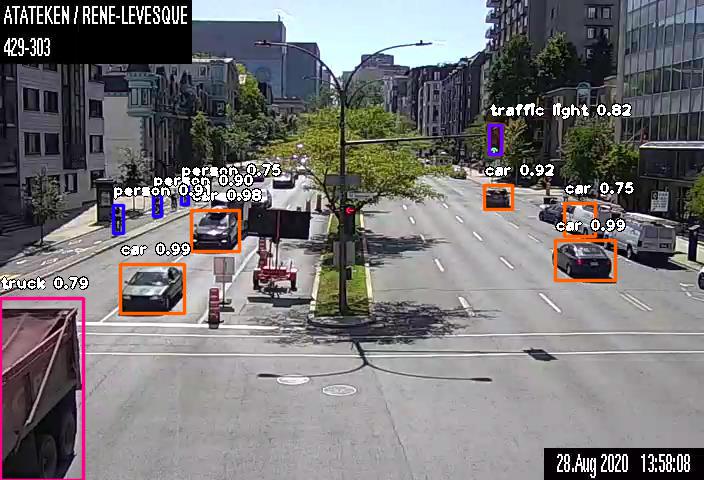 ATATEKEN / RENE-LEVESQUE
429-303
traffic light 0.82
person 0.75
car 0.92
person 0.90
person 0.91
car 0.98
car 0.75
car 0.99
car 0.99
truck 0.79
28.Aug 2020 13:58:08